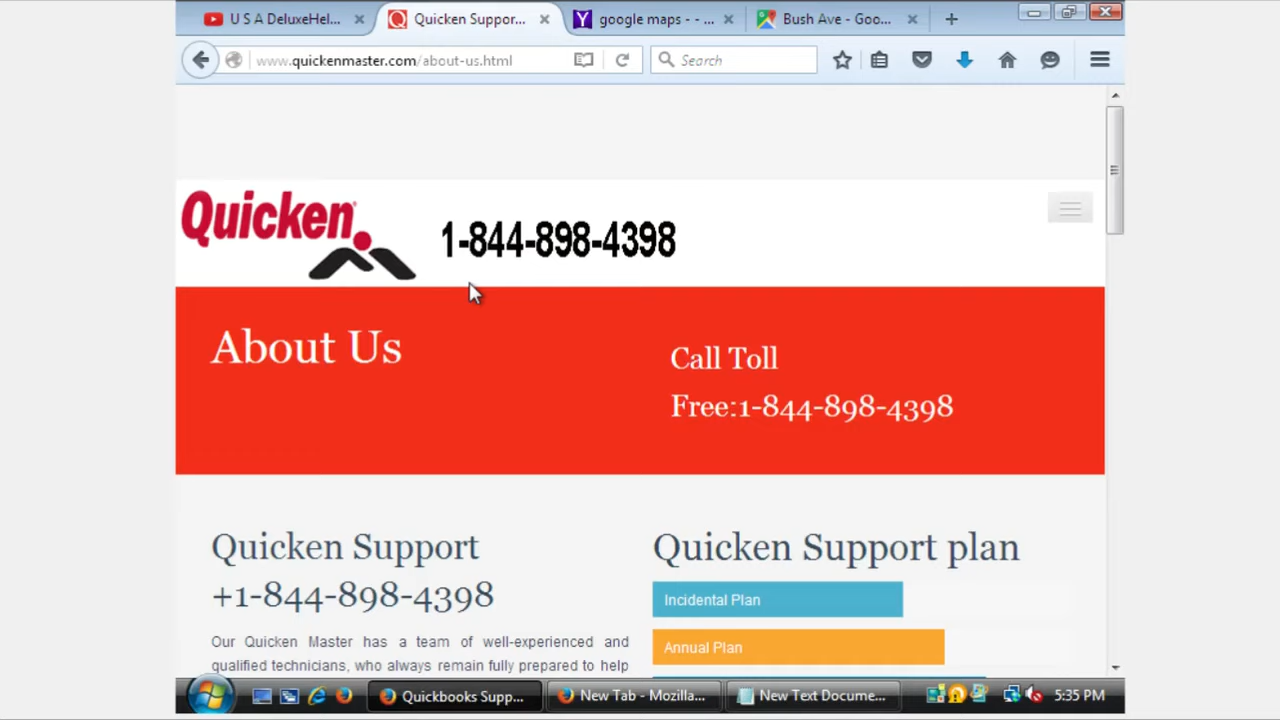 U S A DeluxeHel...
Quicken Suppor...
google maps - - ...
Bush Ave - Goo...
www.quickenmaster.com/about-us.html
Search
Quicken
1-844-898-4398
About Us
Call Toll
Free:1-844-898-4398
Quicken Support
+1-844-898-4398
Our Quicken Master has a team of well-experienced and
qualified technicians, who always remain fully prepared to help
Quicken Support plan
Incidental Plan
Annual Plan
Quickbooks Supp...
New Tab - Mozilla...
New Text Docume...
5:35 PM